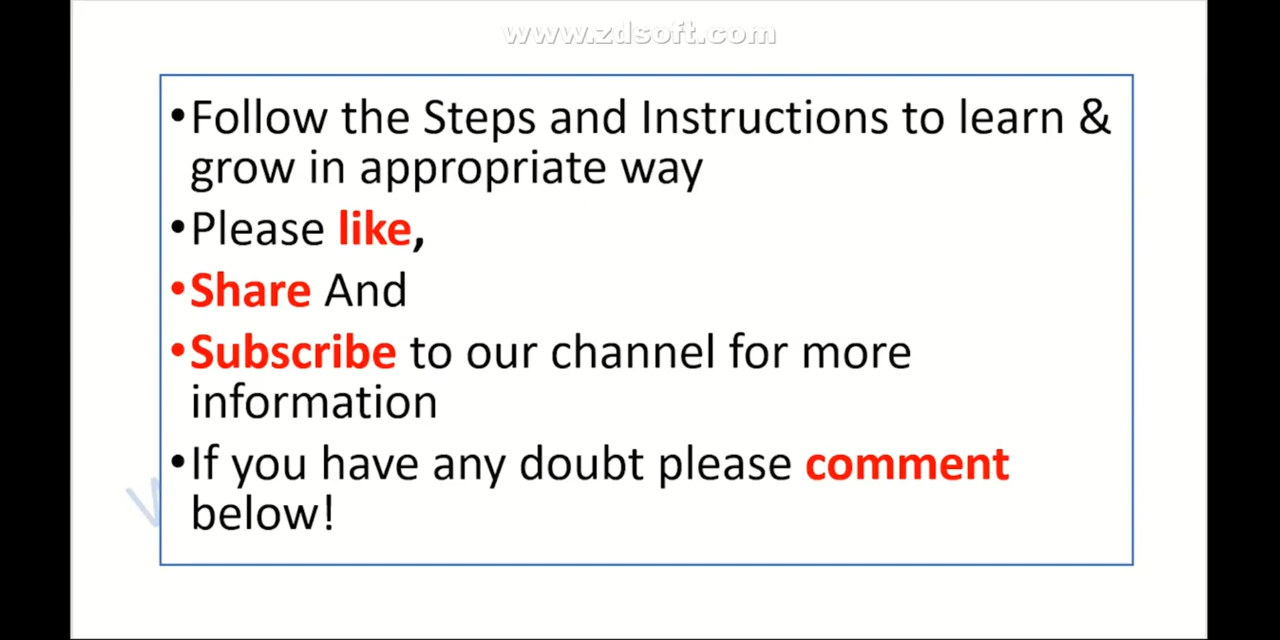 www.zdsoft.com
•Follow the Steps and Instructions to learn &
grow in appropriate way
•Please like,
•Share And
•Subscribe to our channel for more
information
•If you have any doubt please comment
below!